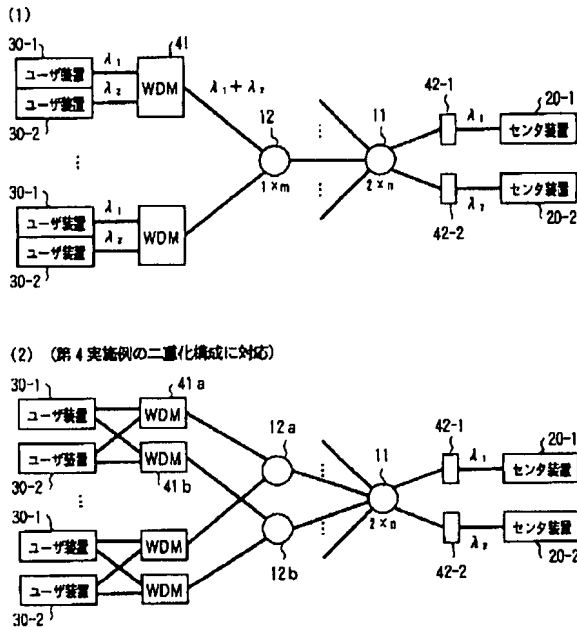 (1)
30-1
ユーザ装置
ユーザ装置
30-2
λ₁
λ₂
41
WDM
λ₁+λ₂
12
1×m
11
2×n
42-1
λ₁
20-1
センタ装置
42-2
λ₂
20-2
センタ装置
30-1
ユーザ装置
ユーザ装置
30-2
λ₁
λ₂
WDM
(2) (第4実施例の二重化構成に対応)
30-1
ユーザ装置
41a
WDM
ユーザ装置
30-2
WDM
41b
12a
12b
11
2×n
42-1
λ₁
20-1
センタ装置
42-2
λ₂
20-2
センタ装置
30-1
ユーザ装置
WDM
ユーザ装置
30-2
WDM